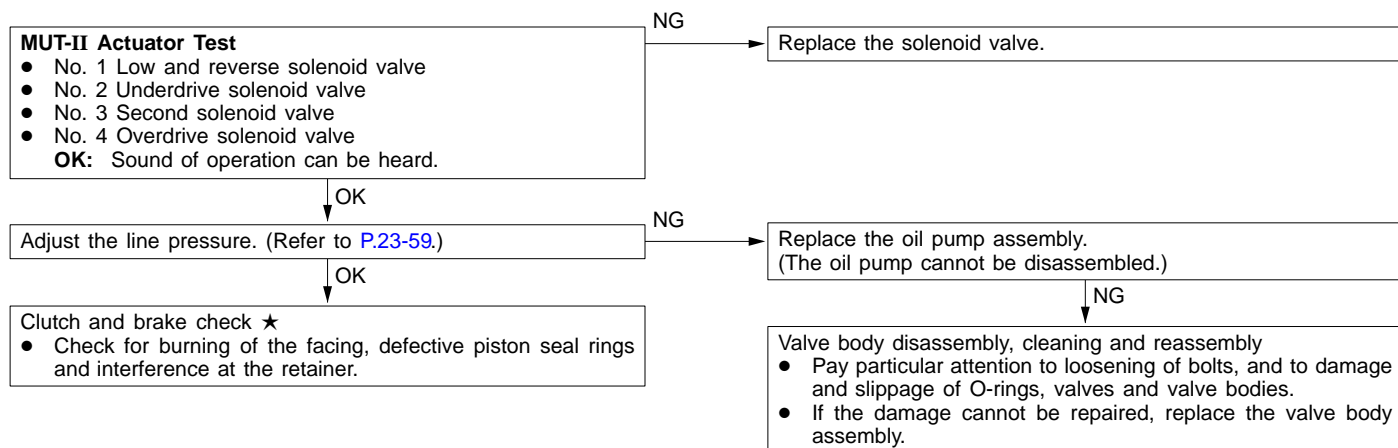 MUT-II Actuator Test
● No. 1 Low and reverse solenoid valve
● No. 2 Underdrive solenoid valve
● No. 3 Second solenoid valve
● No. 4 Overdrive solenoid valve
OK: Sound of operation can be heard.
NG
Replace the solenoid valve.
OK
Adjust the line pressure. (Refer to P.23-59.)
NG
Replace the oil pump assembly.
(The oil pump cannot be disassembled.)
OK
NG
Clutch and brake check ★
● Check for burning of the facing, defective piston seal rings
and interference at the retainer.
Valve body disassembly, cleaning and reassembly
● Pay particular attention to loosening of bolts, and to damage
and slippage of O-rings, valves and valve bodies.
● If the damage cannot be repaired, replace the valve body
assembly.